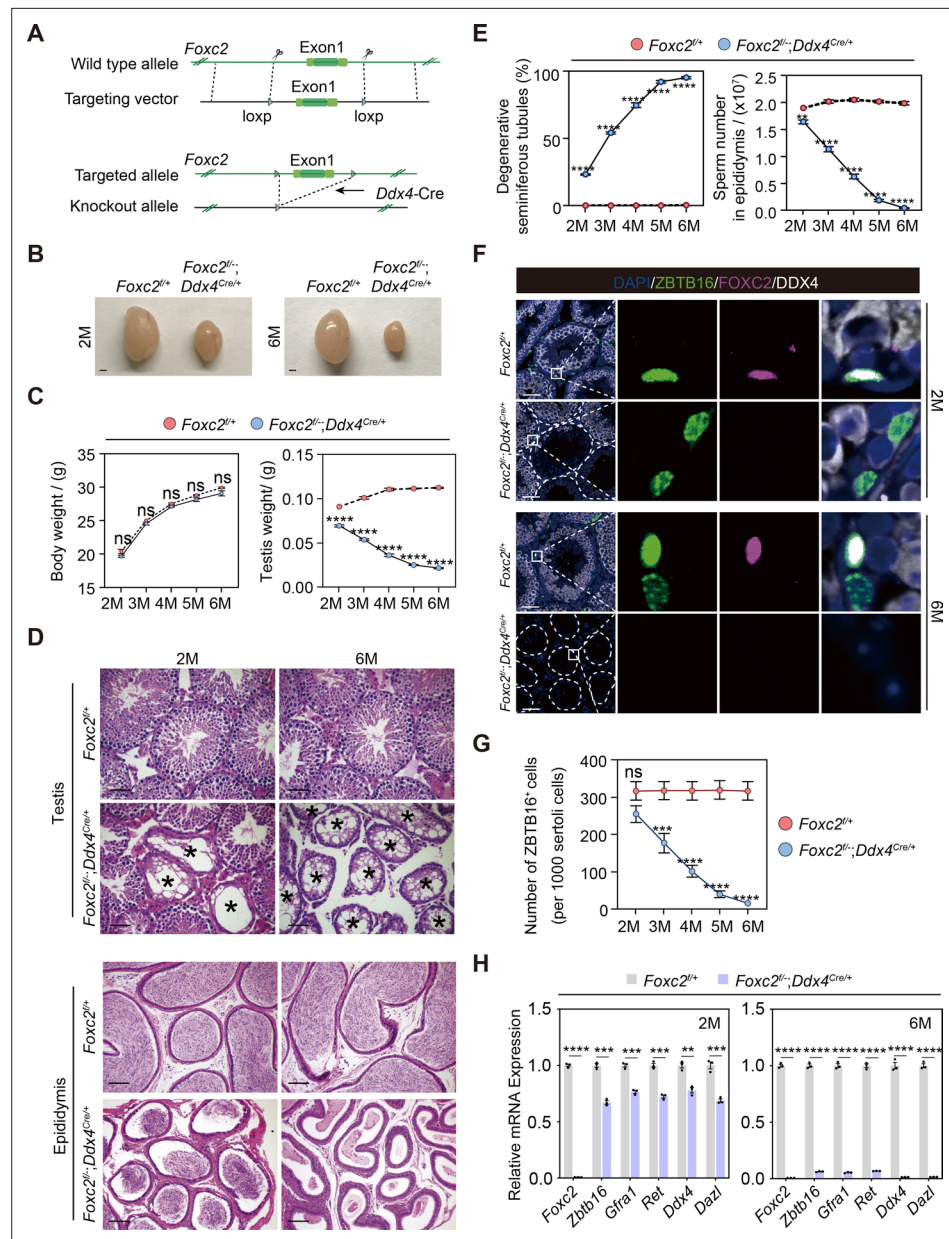 A
Foxc2
Exon1
Wild type allele
Targeting vector
loxp
loxp
Foxc2
Exon1
Targeted allele
Ddx4-Cre
Knockout allele
B
Foxc2f/+
Foxc2f/-;
Ddx4Cre/+
Foxc2f/+
Foxc2f/-;
Ddx4Cre/+
2M
6M
C
Foxc2f/+
Foxc2f/-;Ddx4Cre/+
Body weight / (g)
30
25
20
15
ns
ns
ns
ns
ns
2M 3M 4M 5M 6M
Testis weight/ (g)
0.15
0.10
0.05
0.00
****
****
****
****
****
2M 3M 4M 5M 6M
D
2M
6M
Testis
Foxc2f/+
Foxc2f/-;Ddx4Cre/+
* * *
* * * * * * * * *
Epididymis
Foxc2f/+
Foxc2f/-;Ddx4Cre/+
E
Foxc2f/+
Foxc2f/-;Ddx4Cre/+
Degenerative
seminiferous tubules (%)
100
50
0
****
****
****
****
****
2M 3M 4M 5M 6M
Sperm number
in epididymis / (x10⁷)
2.5
2.0
1.5
1.0
0.5
0.0
**
****
****
****
****
2M 3M 4M 5M 6M
F
DAPI/ZBTB16/FOXC2/DDX4
Foxc2f/+
Foxc2f/-;Ddx4Cre/+
2M
Foxc2f/+
Foxc2f/-;Ddx4Cre/+
6M
G
Number of ZBTB16⁺ cells
(per 1000 sertoli cells)
400
300
200
100
0
ns
***
****
****
****
2M 3M 4M 5M 6M
Foxc2f/+
Foxc2f/-;Ddx4Cre/+
H
Foxc2f/+
Foxc2f/-;Ddx4Cre/+
Relative mRNA Expression
1.5
1.0
0.5
0.0
2M
**** *** *** *** ** ***
Foxc2 Zbtb16 Gfra1 Ret Ddx4 Dazl
1.5
1.0
0.5
0.0
6M
**** **** **** **** **** ****
Foxc2 Zbtb16 Gfra1 Ret Ddx4 Dazl